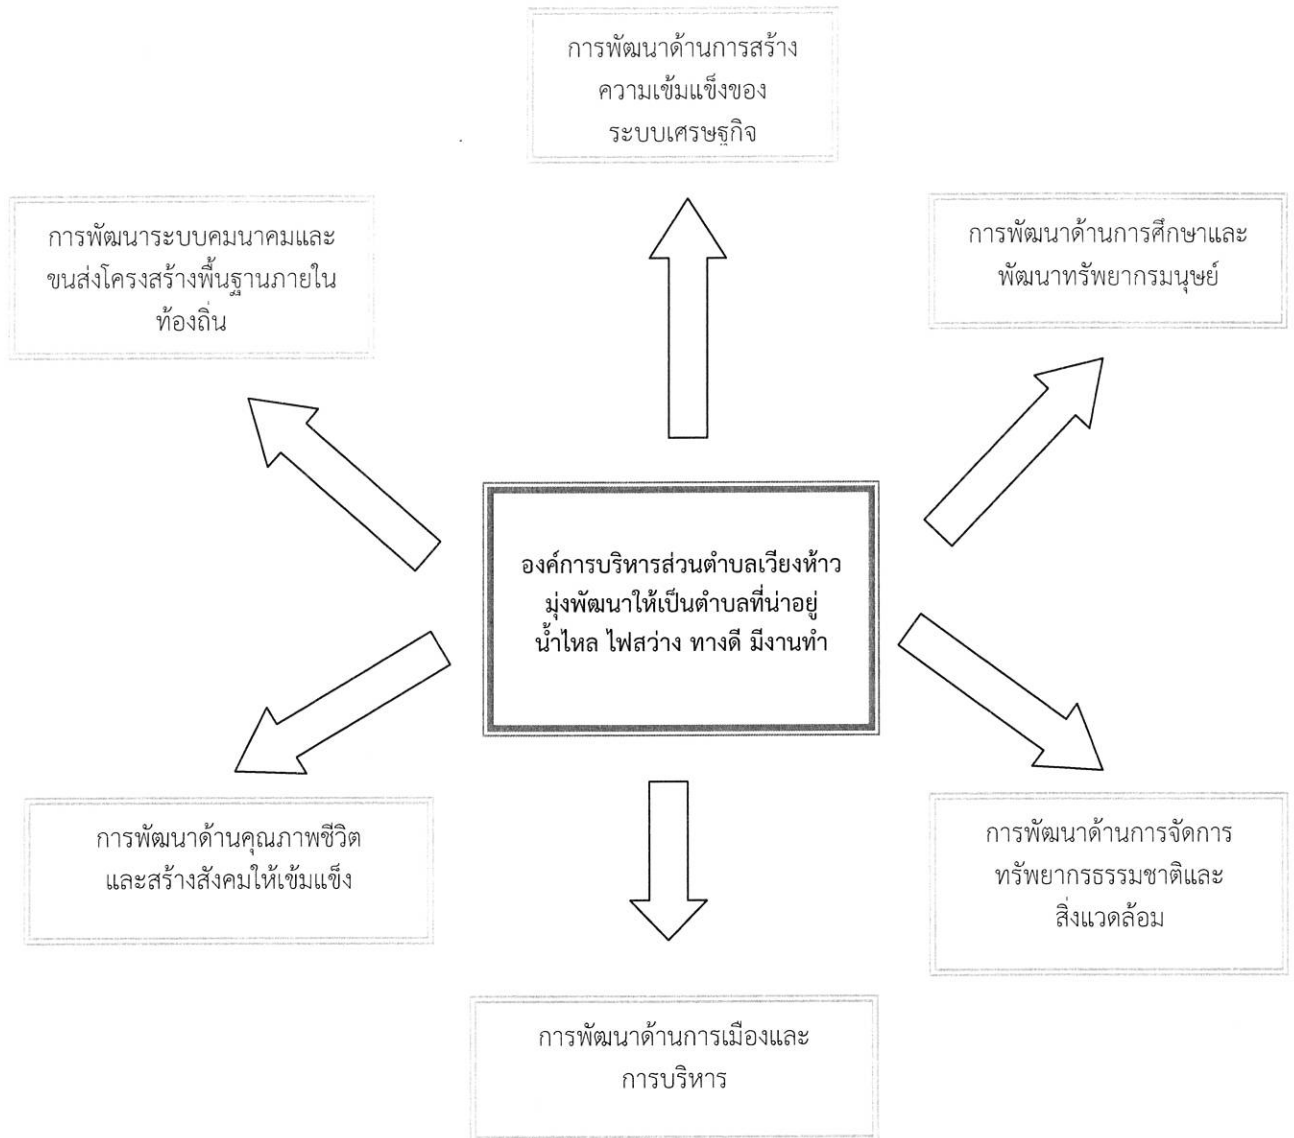 การพัฒนาด้านการสร้าง
ความเข้มแข็งของ
ระบบเศรษฐกิจ
การพัฒนาระบบคมนาคมและ
ขนส่งโครงสร้างพื้นฐานภายใน
ท้องถิ่น
การพัฒนาด้านการศึกษาและ
พัฒนาทรัพยากรมนุษย์
องค์การบริหารส่วนตำบลเวียงห้าว
มุ่งพัฒนาให้เป็นตำบลที่น่าอยู่
น้ำไหล ไฟสว่าง ทางดี มีงานทำ
การพัฒนาด้านคุณภาพชีวิต
และสร้างสังคมให้เข้มแข็ง
การพัฒนาด้านการจัดการ
ทรัพยากรธรรมชาติและ
สิ่งแวดล้อม
การพัฒนาด้านการเมืองและ
การบริหาร